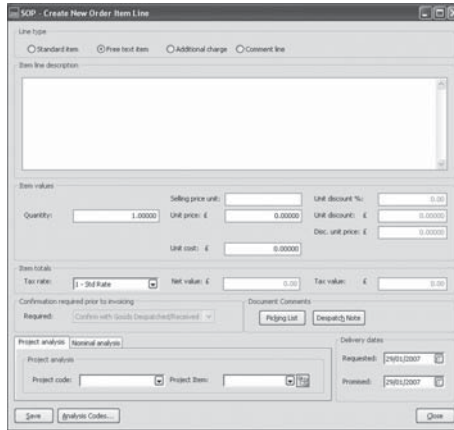 SOP - Create New Order Item Line
Line type
Standard item Free text item Additional charge Comment line
Item line description
Item values
Selling price unit: Unit discount %: 0.00
Quantity: 1.00000 Unit price: £ 0.00000 Unit discount: £ 0.00000
Doc. unit price: £ 0.00000
Unit cost: £ 0.00000
Item totals
Tax rate: 1 - Std Rate Net value: £ 0.00 Tax value: £ 0.00
Confirmation required prior to invoicing Document Comments
Required: Confirm with Goods Despatched/Received Picking List Despatch Note
Project analysis Nominal analysis Delivery dates
Project analysis Requested: 29/01/2007
Project code: Project Item: Promised: 29/01/2007
Save Analysis Codes... Close